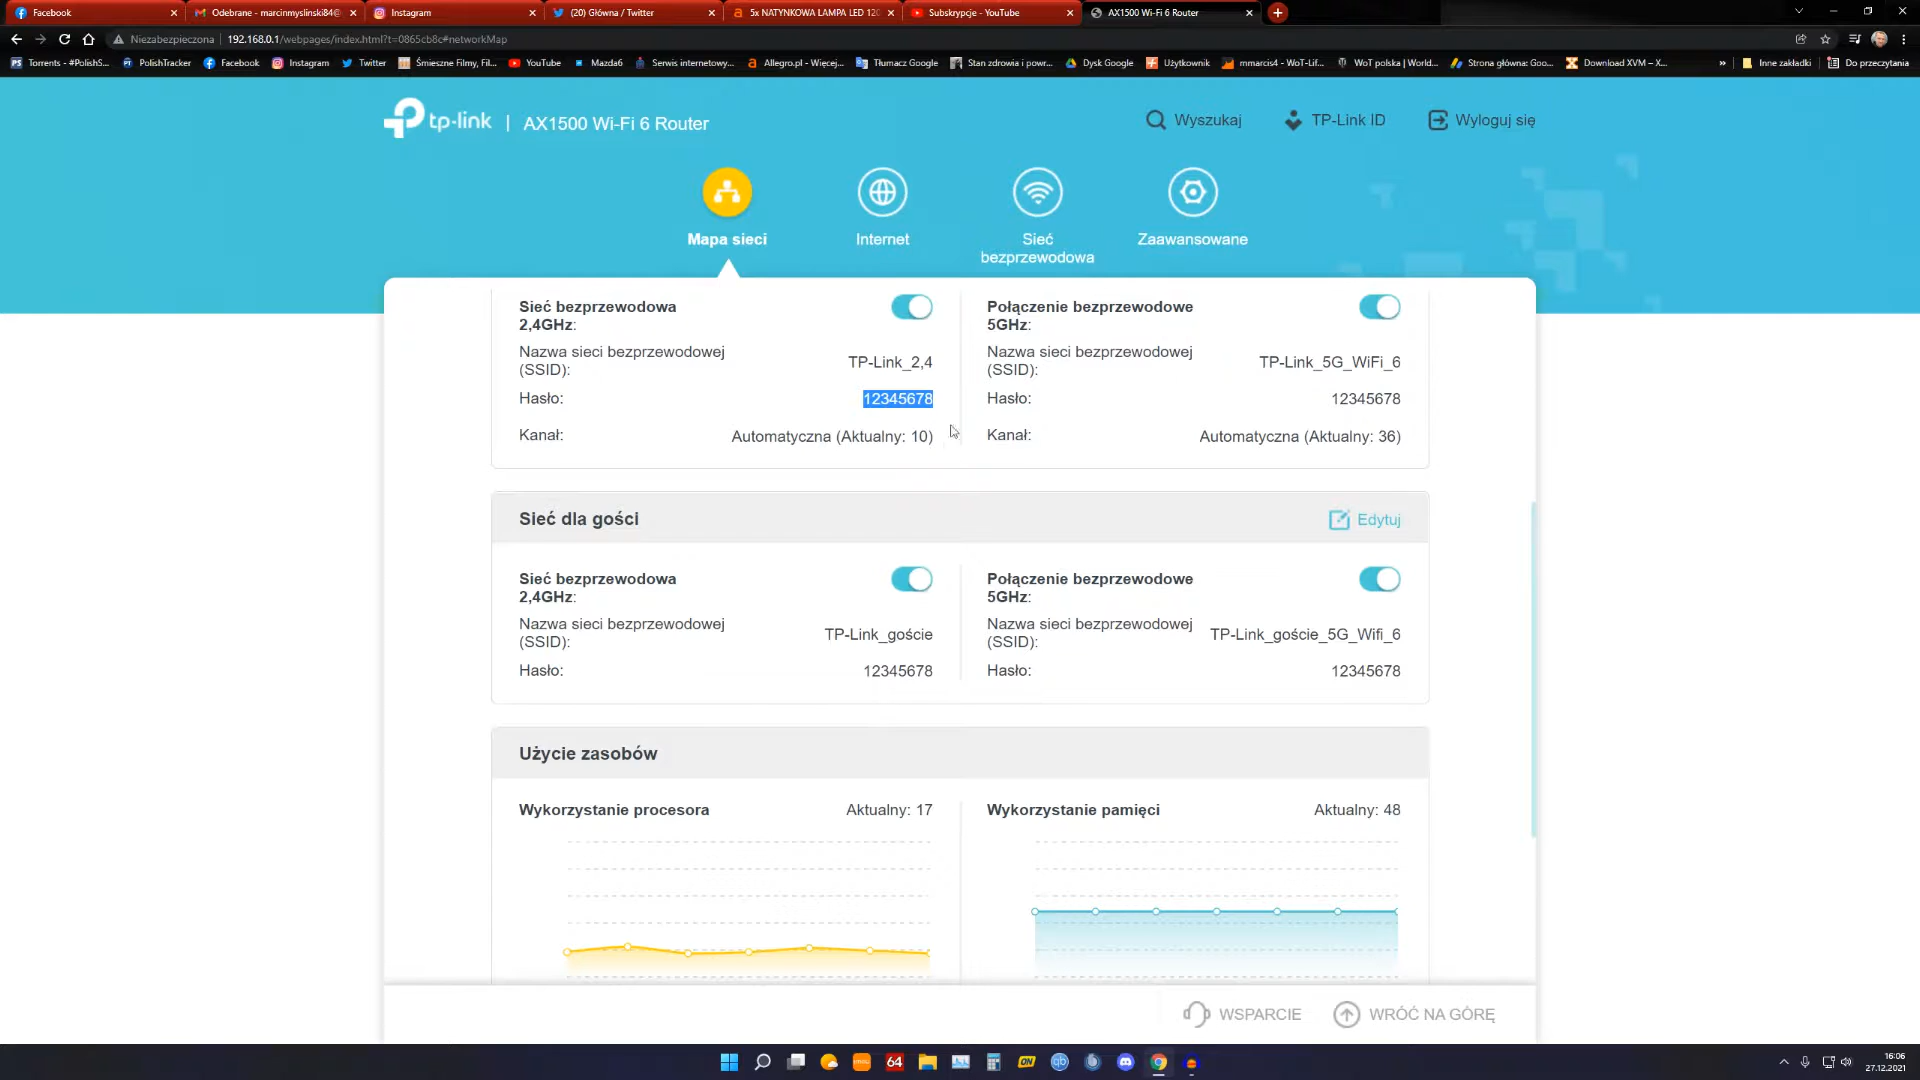 Facebook
Odebrane - marcinmyslinski84@
Instagram
(20) Główna / Twitter
5x NATYNKOWA LAMPA LED 120
Subskrypcje - YouTube
AX1500 Wi-Fi 6 Router
Niezabezpieczona | 192.168.0.1/webpages/index.html?t=0865cb8c#networkMap
Torrents - #PolishS...
PolishTracker
Facebook
Instagram
Twitter
Śmieszne Filmy, Fil...
YouTube
Mazda6
Serwis internetowy...
Allegro.pl - Więcej...
Tłumacz Google
Stan zdrowia i powr...
Dysk Google
Użytkownik
mmarcis4 - WoT-Lif...
WoT polska | World...
Strona główna: Goo...
Download XVM – X...
»
Inne zakładki
Do przeczytania
tp-link | AX1500 Wi-Fi 6 Router
Wyszukaj
TP-Link ID
Wyloguj się
Mapa sieci
Internet
Sieć
bezprzewodowa
Zaawansowane
Sieć bezprzewodowa
2,4GHz:
Nazwa sieci bezprzewodowej
(SSID):
TP-Link_2,4
Hasło:
12345678
Kanał:
Automatyczna (Aktualny: 10)
Połączenie bezprzewodowe
5GHz:
Nazwa sieci bezprzewodowej
(SSID):
TP-Link_5G_WiFi_6
Hasło:
12345678
Kanał:
Automatyczna (Aktualny: 36)
Sieć dla gości
Edytuj
Sieć bezprzewodowa
2,4GHz:
Nazwa sieci bezprzewodowej
(SSID):
TP-Link_goście
Hasło:
12345678
Połączenie bezprzewodowe
5GHz:
Nazwa sieci bezprzewodowej
(SSID):
TP-Link_goście_5G_Wifi_6
Hasło:
12345678
Użycie zasobów
Wykorzystanie procesora
Aktualny: 17
Wykorzystanie pamięci
Aktualny: 48
WSPARCIE
WRÓĆ NA GÓRĘ
64
ON
qb
16:06
27.12.2021